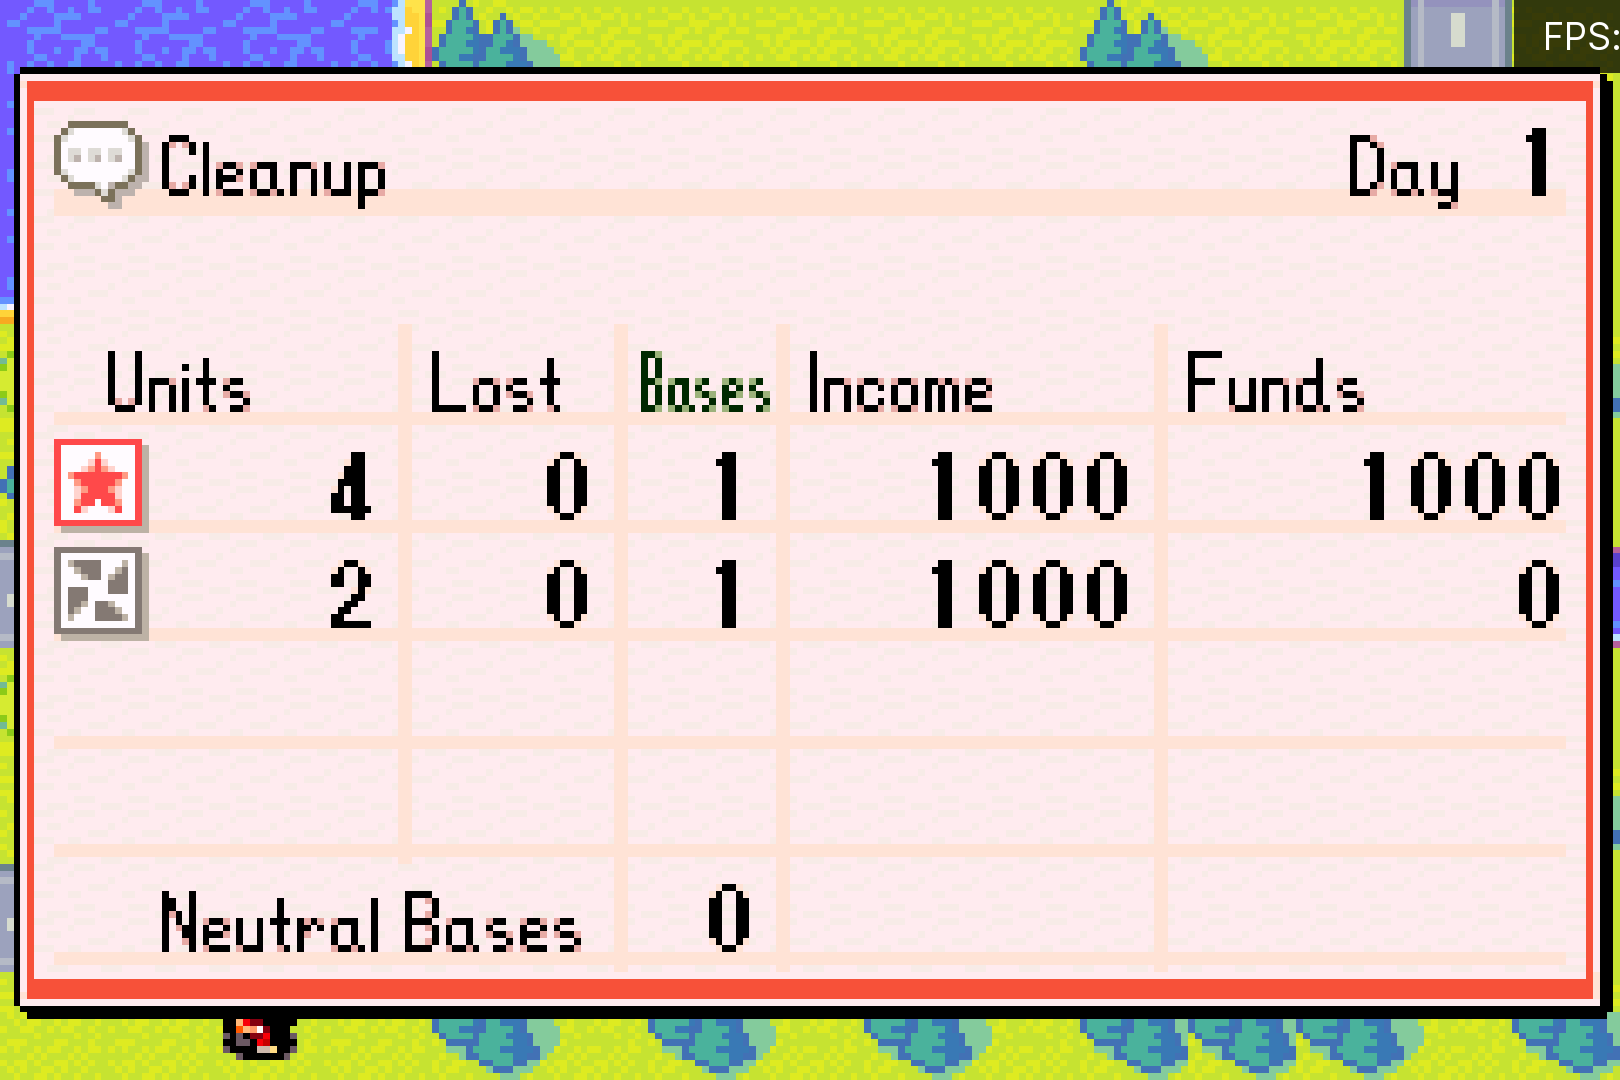 FPS:
Cleanup Day 1
Units Lost Bases Income Funds
4 0 1 1000 1000
2 0 1 1000 0
Neutral Bases 0